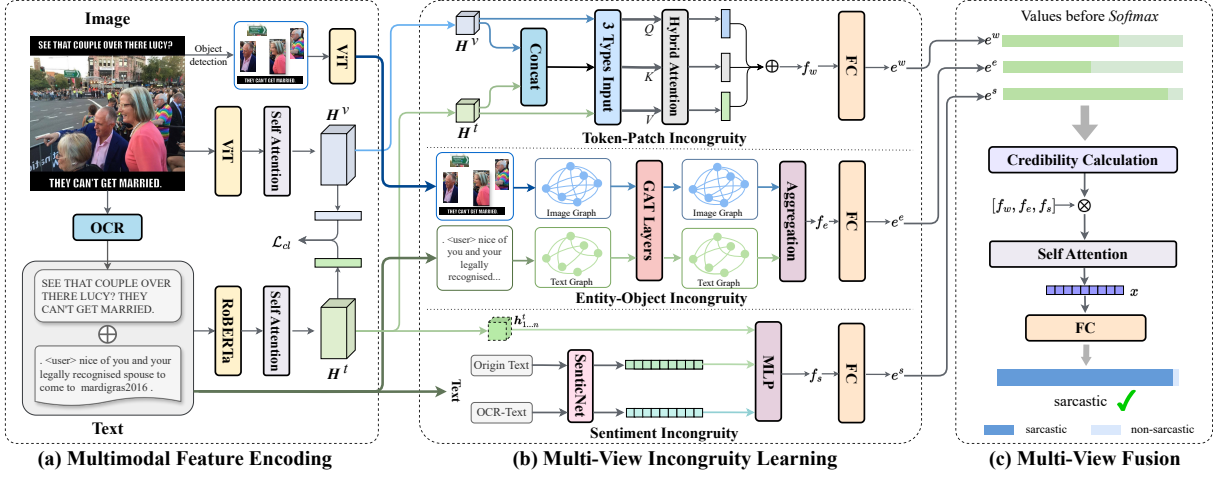 Image
SEE THAT COUPLE OVER THERE LUCY?
THEY CAN'T GET MARRIED.
Object
detection
THEY CAN'T GET MARRIED.
ViT
ViT
Self Attention
H^v
OCR
L_cl
SEE THAT COUPLE OVER
THERE LUCY? THEY
CAN'T GET MARRIED.
. <user> nice of you and your
legally recognised spouse to
come to mardigras2016 .
Text
RoBERTa
Self Attention
H^t
(a) Multimodal Feature Encoding
H^v
H^t
Concat
3 Types Input
Q
K
V
Hybrid Attention
f_w
FC
e^w
Token-Patch Incongruity
THEY CAN'T GET MARRIED.
. <user> nice of
you and your
legally
recognised...
Image Graph
Text Graph
GAT Layers
Image Graph
Text Graph
Aggregation
f_e
FC
e^e
Entity-Object Incongruity
h^t_{1...n}
Text
Origin Text
OCR-Text
SenticNet
MLP
f_s
FC
e^s
Sentiment Incongruity
(b) Multi-View Incongruity Learning
Values before Softmax
e^w
e^e
e^s
Credibility Calculation
[f_w, f_e, f_s]
Self Attention
x
FC
sarcastic
sarcastic
non-sarcastic
(c) Multi-View Fusion